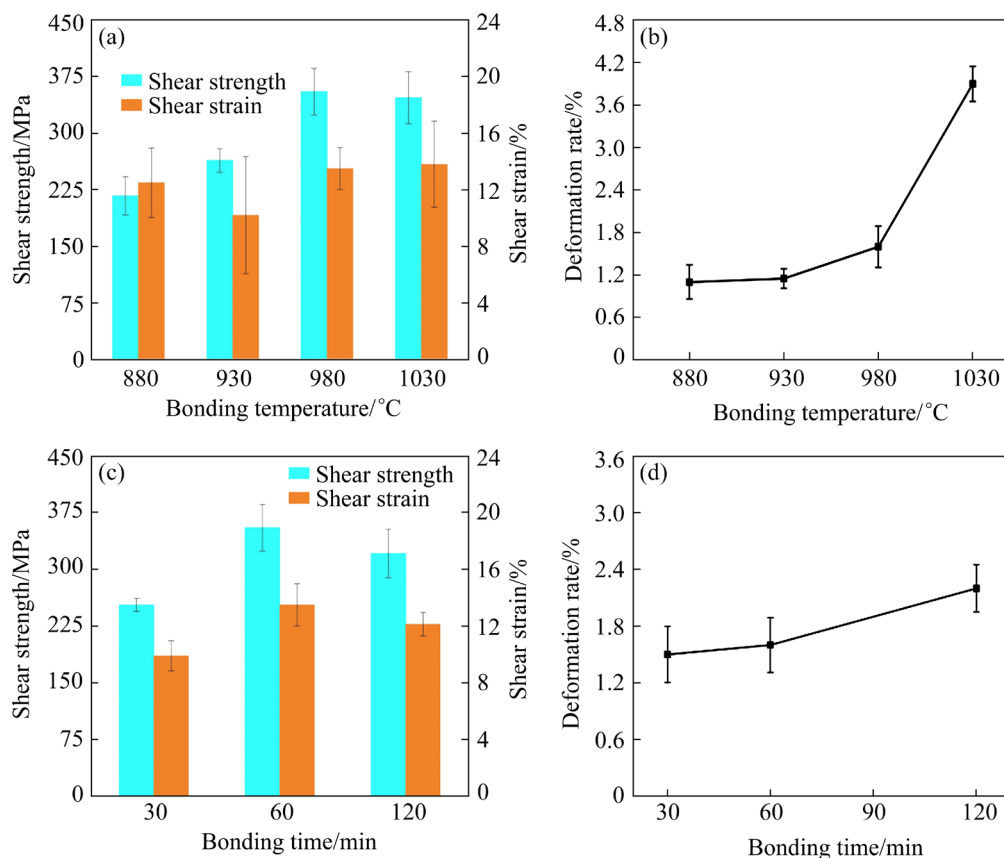 (a)
Shear strength
Shear strain
450
375
300
225
150
75
0
Shear strength/MPa
24
20
16
12
8
4
0
Shear strain/%
880 930 980 1030
Bonding temperature/°C
(b)
4.8
4.2
3.6
3.0
2.4
1.8
1.2
0.6
0
Deformation rate/%
880 930 980 1030
Bonding temperature/°C
(c)
Shear strength
Shear strain
450
375
300
225
150
75
0
Shear strength/MPa
24
20
16
12
8
4
0
Shear strain/%
30 60 120
Bonding time/min
(d)
3.6
3.0
2.4
1.8
1.2
0.6
0
Deformation rate/%
30 60 90 120
Bonding time/min